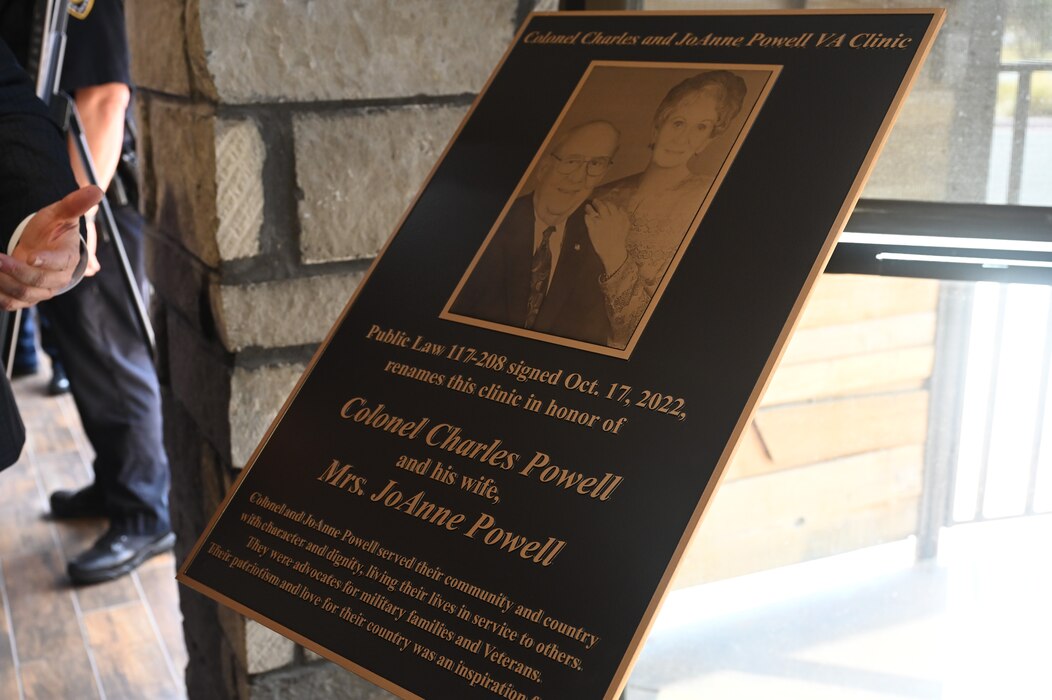 Colonel Charles and JoAnne Powell VA Clinic
Public Law 117-208 signed Oct. 17, 2022,
renames this clinic in honor of
Colonel Charles Powell
and his wife,
Mrs. JoAnne Powell
Colonel and JoAnne Powell served their community and country
with character and dignity, living their lives in service to others.
They were advocates for military families and Veterans.
Their patriotism and love for their country was an inspiration